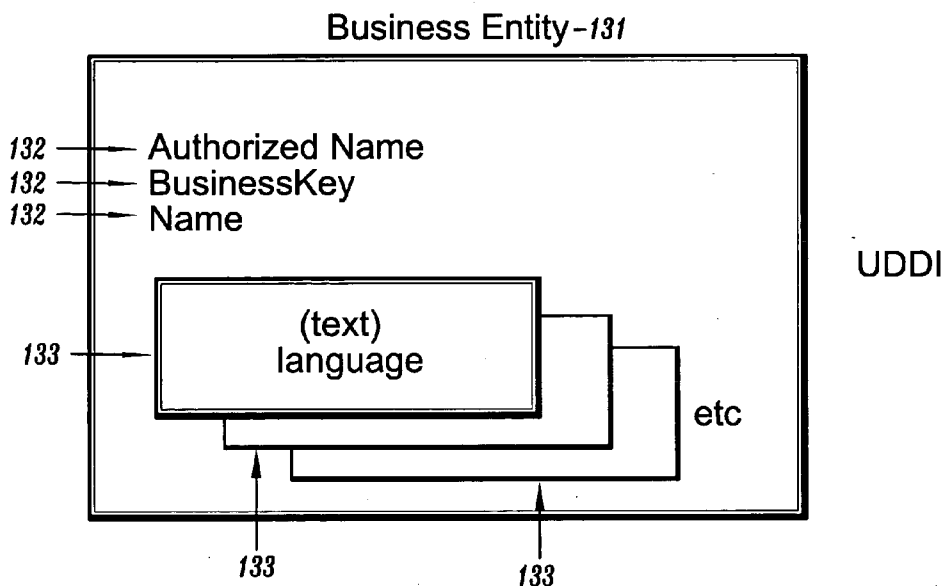 Business Entity-131
132 Authorized Name
132 BusinessKey
132 Name
UDDI
(text)
language
133
etc
133
133